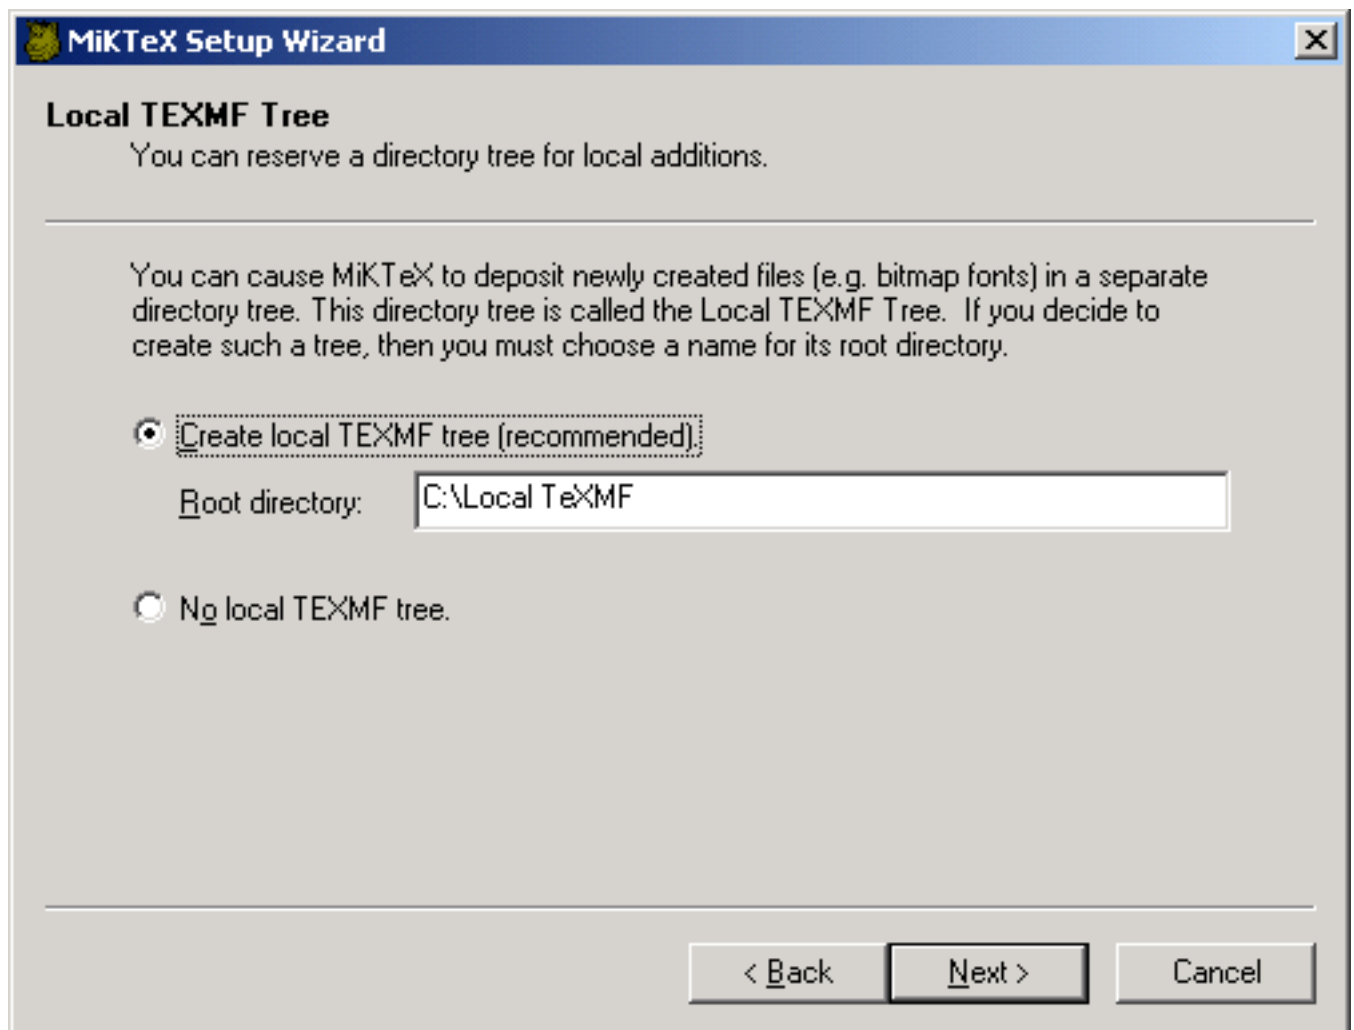 MiKTeX Setup Wizard
Local TEXMF Tree
You can reserve a directory tree for local additions.
You can cause MiKTeX to deposit newly created files (e.g. bitmap fonts) in a separate
directory tree. This directory tree is called the Local TEXMF Tree.  If you decide to
create such a tree, then you must choose a name for its root directory.
Create local TEXMF tree (recommended).
Root directory: C:\Local TeXMF
No local TEXMF tree.
< Back Next > Cancel